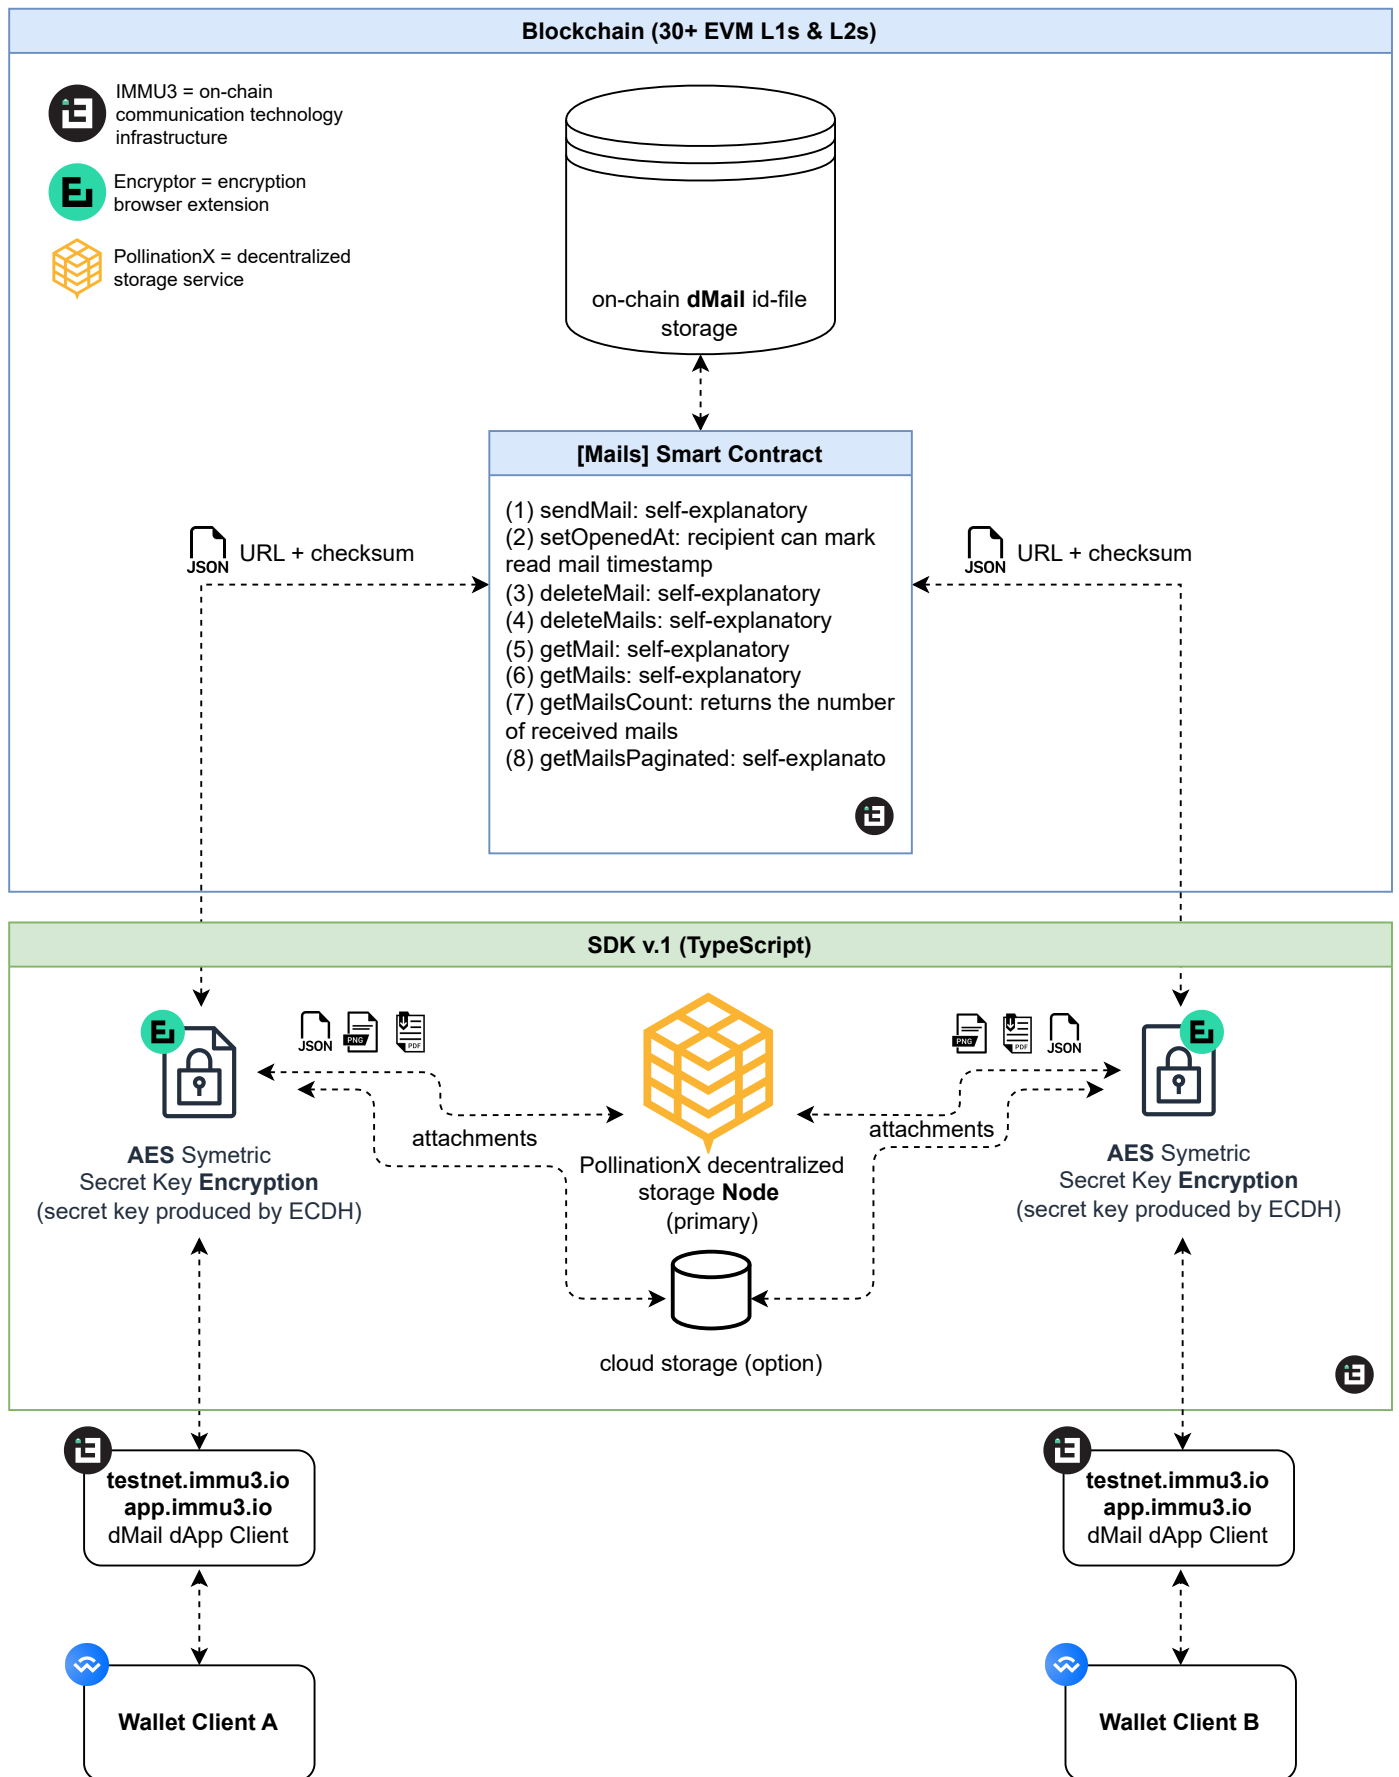 Blockchain (30+ EVM L1s & L2s)
IMMU3 = on-chain
communication technology
infrastructure
Encryptor = encryption
browser extension
PollinationX = decentralized
storage service
on-chain dMail id-file
storage
[Mails] Smart Contract
(1) sendMail: self-explanatory
(2) setOpenedAt: recipient can mark
read mail timestamp
(3) deleteMail: self-explanatory
(4) deleteMails: self-explanatory
(5) getMail: self-explanatory
(6) getMails: self-explanatory
(7) getMailsCount: returns the number
of received mails
(8) getMailsPaginated: self-explanato
JSON
URL + checksum
JSON
URL + checksum
SDK v.1 (TypeScript)
JSON
PNG
PDF
PNG
PDF
JSON
attachments
attachments
AES Symetric
Secret Key Encryption
(secret key produced by ECDH)
PollinationX decentralized
storage Node
(primary)
AES Symetric
Secret Key Encryption
(secret key produced by ECDH)
cloud storage (option)
testnet.immu3.io
app.immu3.io
dMail dApp Client
testnet.immu3.io
app.immu3.io
dMail dApp Client
Wallet Client A
Wallet Client B